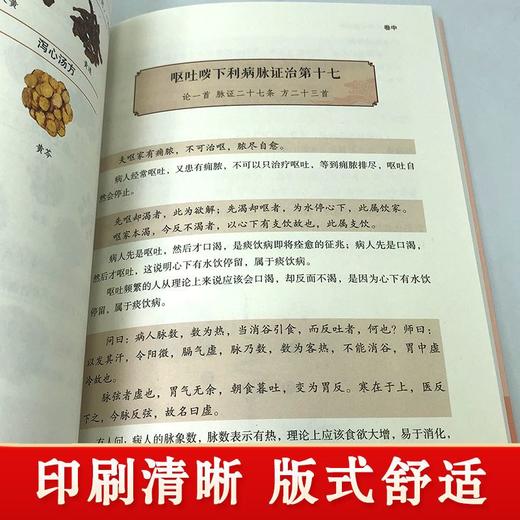 卷中
泻心汤方
黄芩
呕吐哕下利病脉证治第十七
论一首 脉证二十七条 方二十三首
夫呕家有痈脓，不可治呕，脓尽自愈。
病人经常呕吐，又患有痈脓，不可以只治疗呕吐，等到痈脓排尽，呕吐自
然会停止。
先呕却渴者，此为欲解；先渴却呕者，为水停心下，此属饮家。
呕家本渴，今反不渴者，以心下有支饮故也，此属支饮。
病人先是呕吐，然后才口渴，是痰饮病即将痊愈的征兆；病人先是口渴，
然后才呕吐，这说明心下有水饮停留，属于痰饮病。
呕吐频繁的人从理论上来说应该会口渴，却反而不渴，是因为心下有水饮
停留，属于痰饮病。
问曰：病人脉数，数为热，当消谷引食，而反吐者，何也？师曰：
以发其汗，令阳微，膈气虚，脉乃数，数为客热，不能消谷，胃中虚
冷故也。
脉弦者虚也，胃气无余，朝食暮吐，变为胃反。寒在于上，医反
下之，今脉反弦，故名曰虚。
有人问：病人的脉象数，脉数表示有热，理论上应该食欲大增，易于消化，
印刷清晰 版式舒适